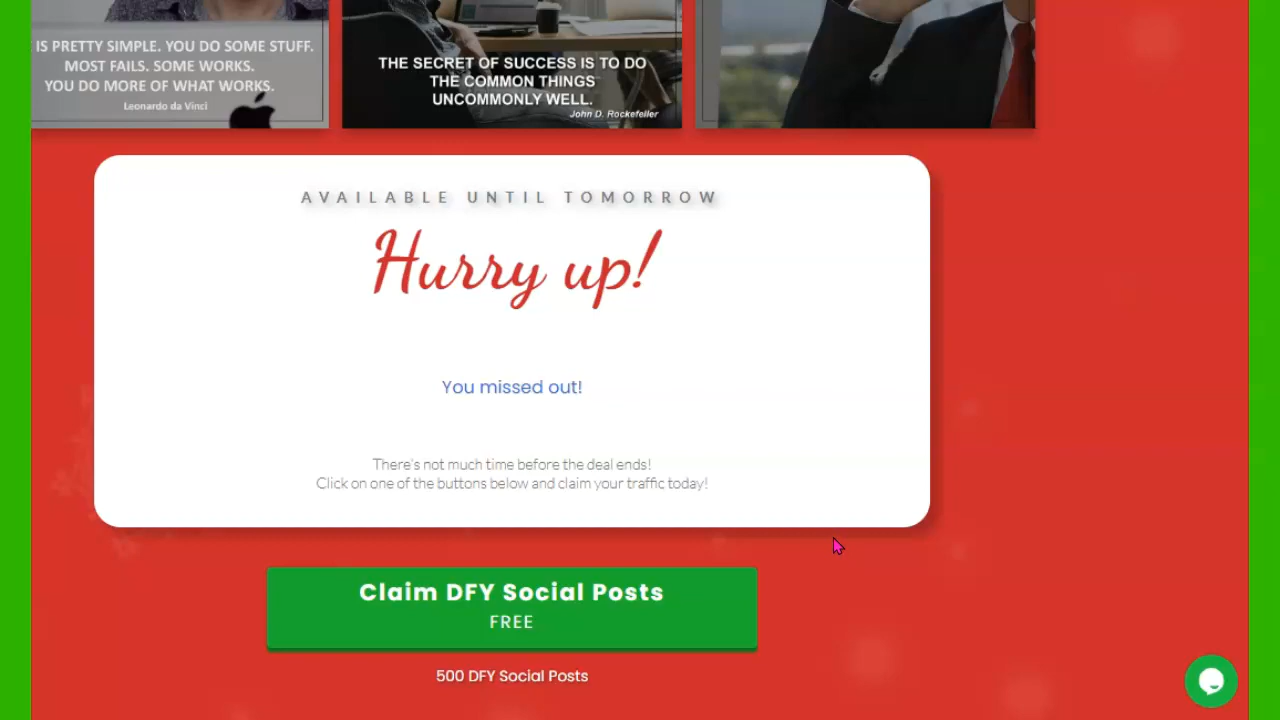 IS PRETTY SIMPLE. YOU DO SOME STUFF.
MOST FAILS. SOME WORKS.
YOU DO MORE OF WHAT WORKS.
Leonardo da Vinci
THE SECRET OF SUCCESS IS TO DO
THE COMMON THINGS
UNCOMMONLY WELL.
John D. Rockefeller
AVAILABLE UNTIL TOMORROW
Hurry up!
You missed out!
There's not much time before the deal ends!
Click on one of the buttons below and claim your traffic today!
Claim DFY Social Posts
FREE
500 DFY Social Posts